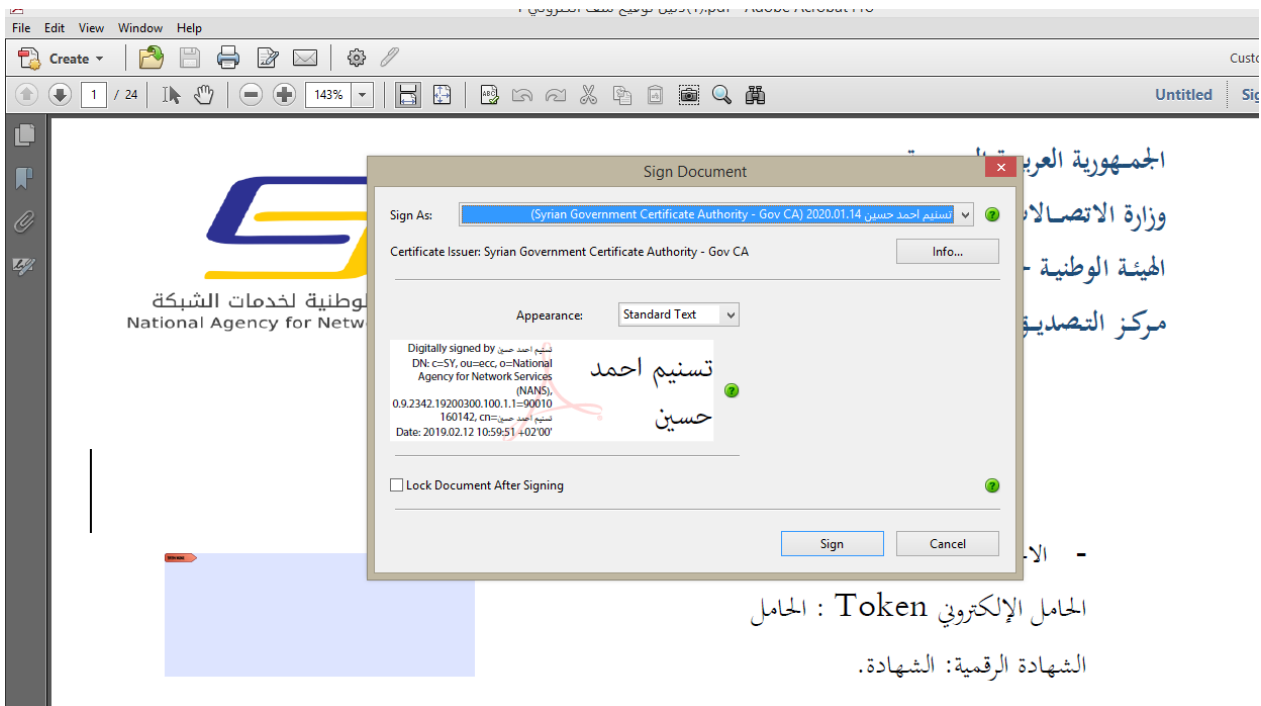 (1).pdf - Adobe Acrobat Pro
File Edit View Window Help
Create
1 / 24
143%
Untitled
الجمهورية
وزارة
الهيئة الوطنية -
مركز
لخدمات الشبكة
National Agency for
Sign Document
Sign As:
تسنيم احمد حسين 2020.01.14 (Syrian Government Certificate Authority - Gov CA)
Certificate Issuer: Syrian Government Certificate Authority - Gov CA
Info...
Appearance:
Standard Text
Digitally signed by تسنيم احمد حسين
DN: c=SY, ou=ecc, o=National
Agency for Network Services
(NANS),
0.9.2342.19200300.100.1.1=90010
160142, cn=تسنيم احمد حسين
Date: 2019.02.12 10:59:51 +02'00'
تسنيم احمد
حسين
Lock Document After Signing
Sign
Cancel
-
الحامل الإلكتروني Token : الحامل
الشهادة الرقمية: الشهادة.